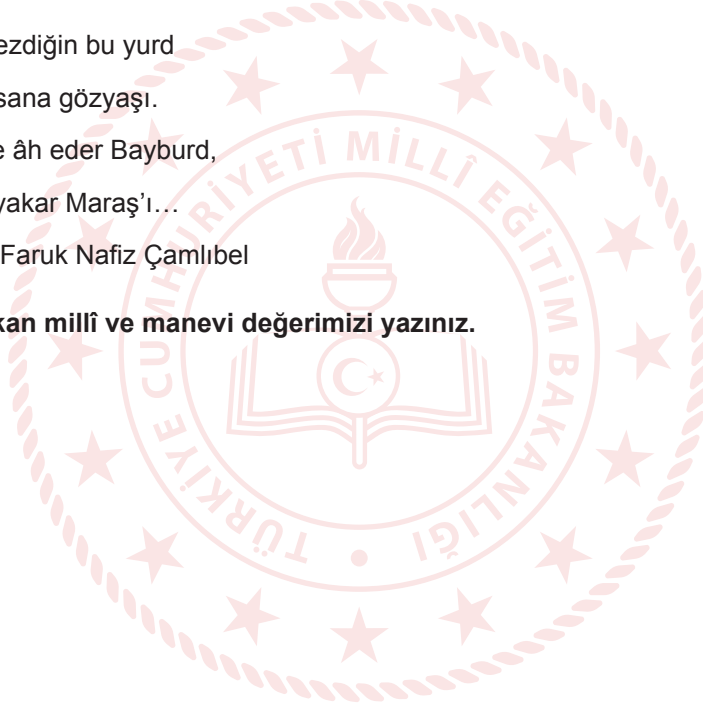 ezdiğin bu yurd
sana gözyaşı.
e âh eder Bayburd,
yakar Maraş’ı…
Faruk Nafiz Çamlıbel
kan millî ve manevi değerimizi yazınız.
TÜRKİYE CUMHURİYETİ MİLLÎ EĞİTİM BAKANLIĞI